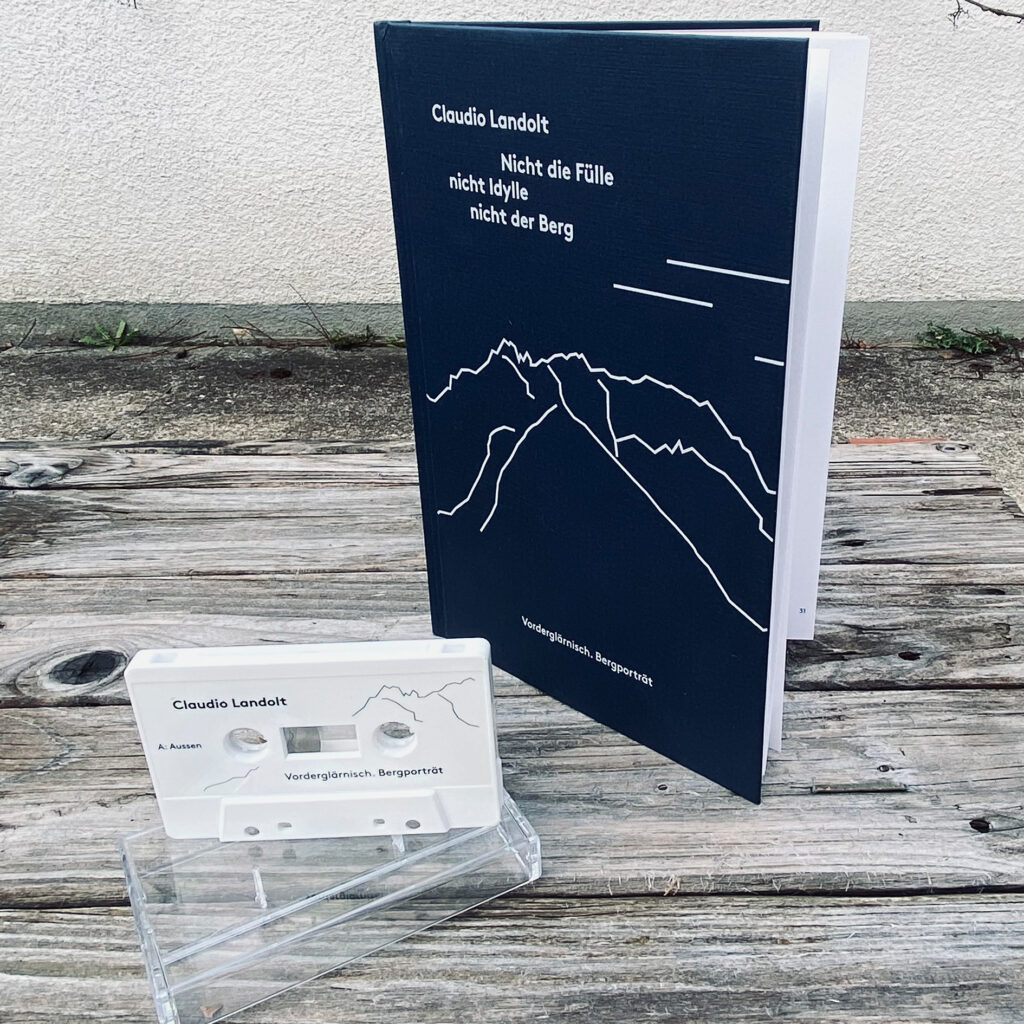 Claudio Landolt
Nicht die Fülle
nicht Idylle
nicht der Berg
Vorderglärnisch. Bergporträt
31
Claudio Landolt
A: Aussen
Vorderglärnisch. Bergporträt